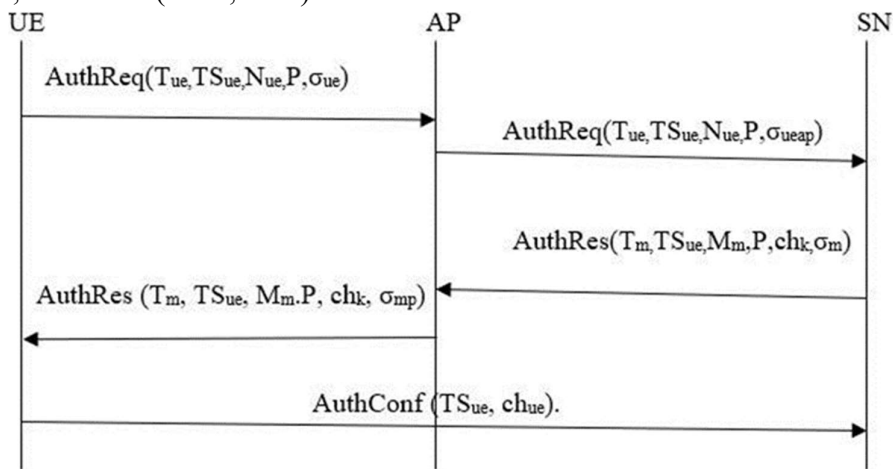 UE AP SN
AuthReq(Tue,TSue,Nue,P,σue)
AuthReq(Tue,TSue,Nue,P,σueap)
AuthRes(Tm,TSue,Mm,P,chk,σm)
AuthRes (Tm, TSue, Mm.P, chk, σmp)
AuthConf (TSue, chue).